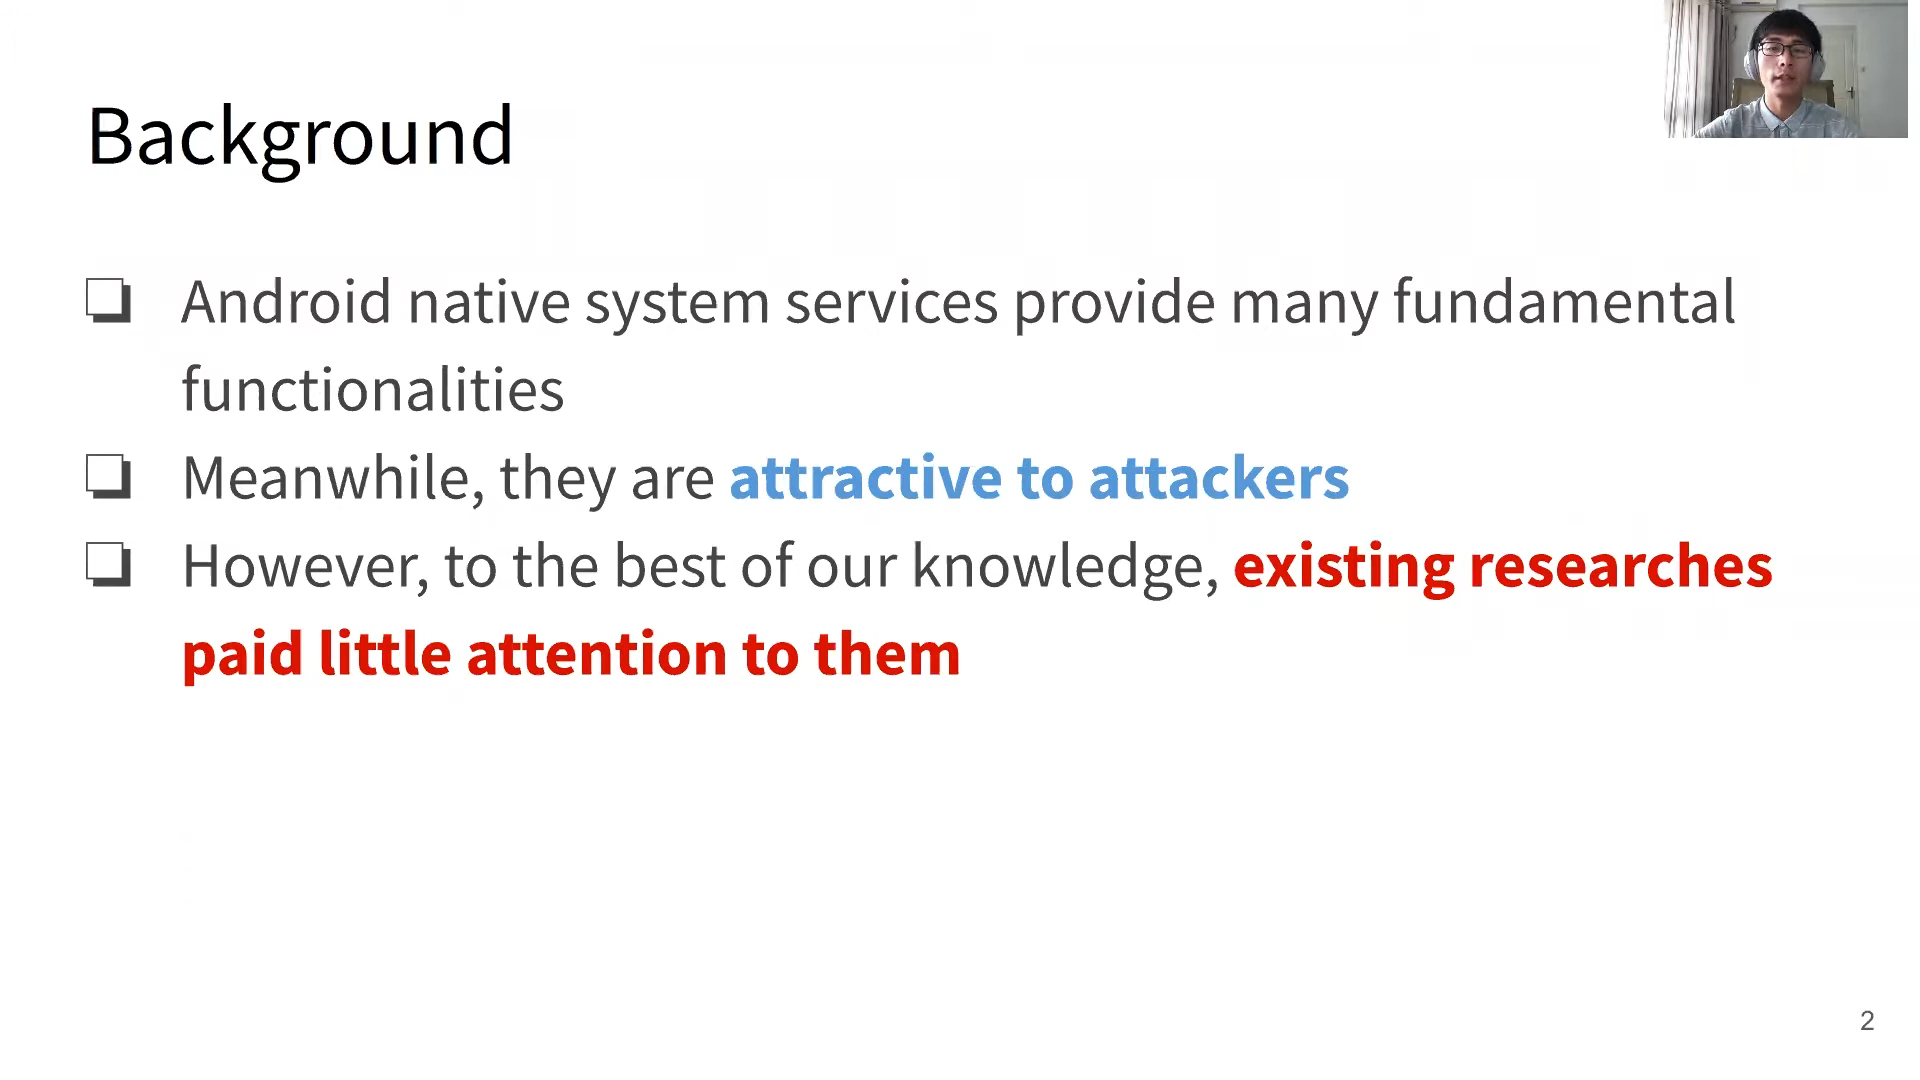 Background
Android native system services provide many fundamental
functionalities
Meanwhile, they are attractive to attackers
However, to the best of our knowledge, existing researches
paid little attention to them
2